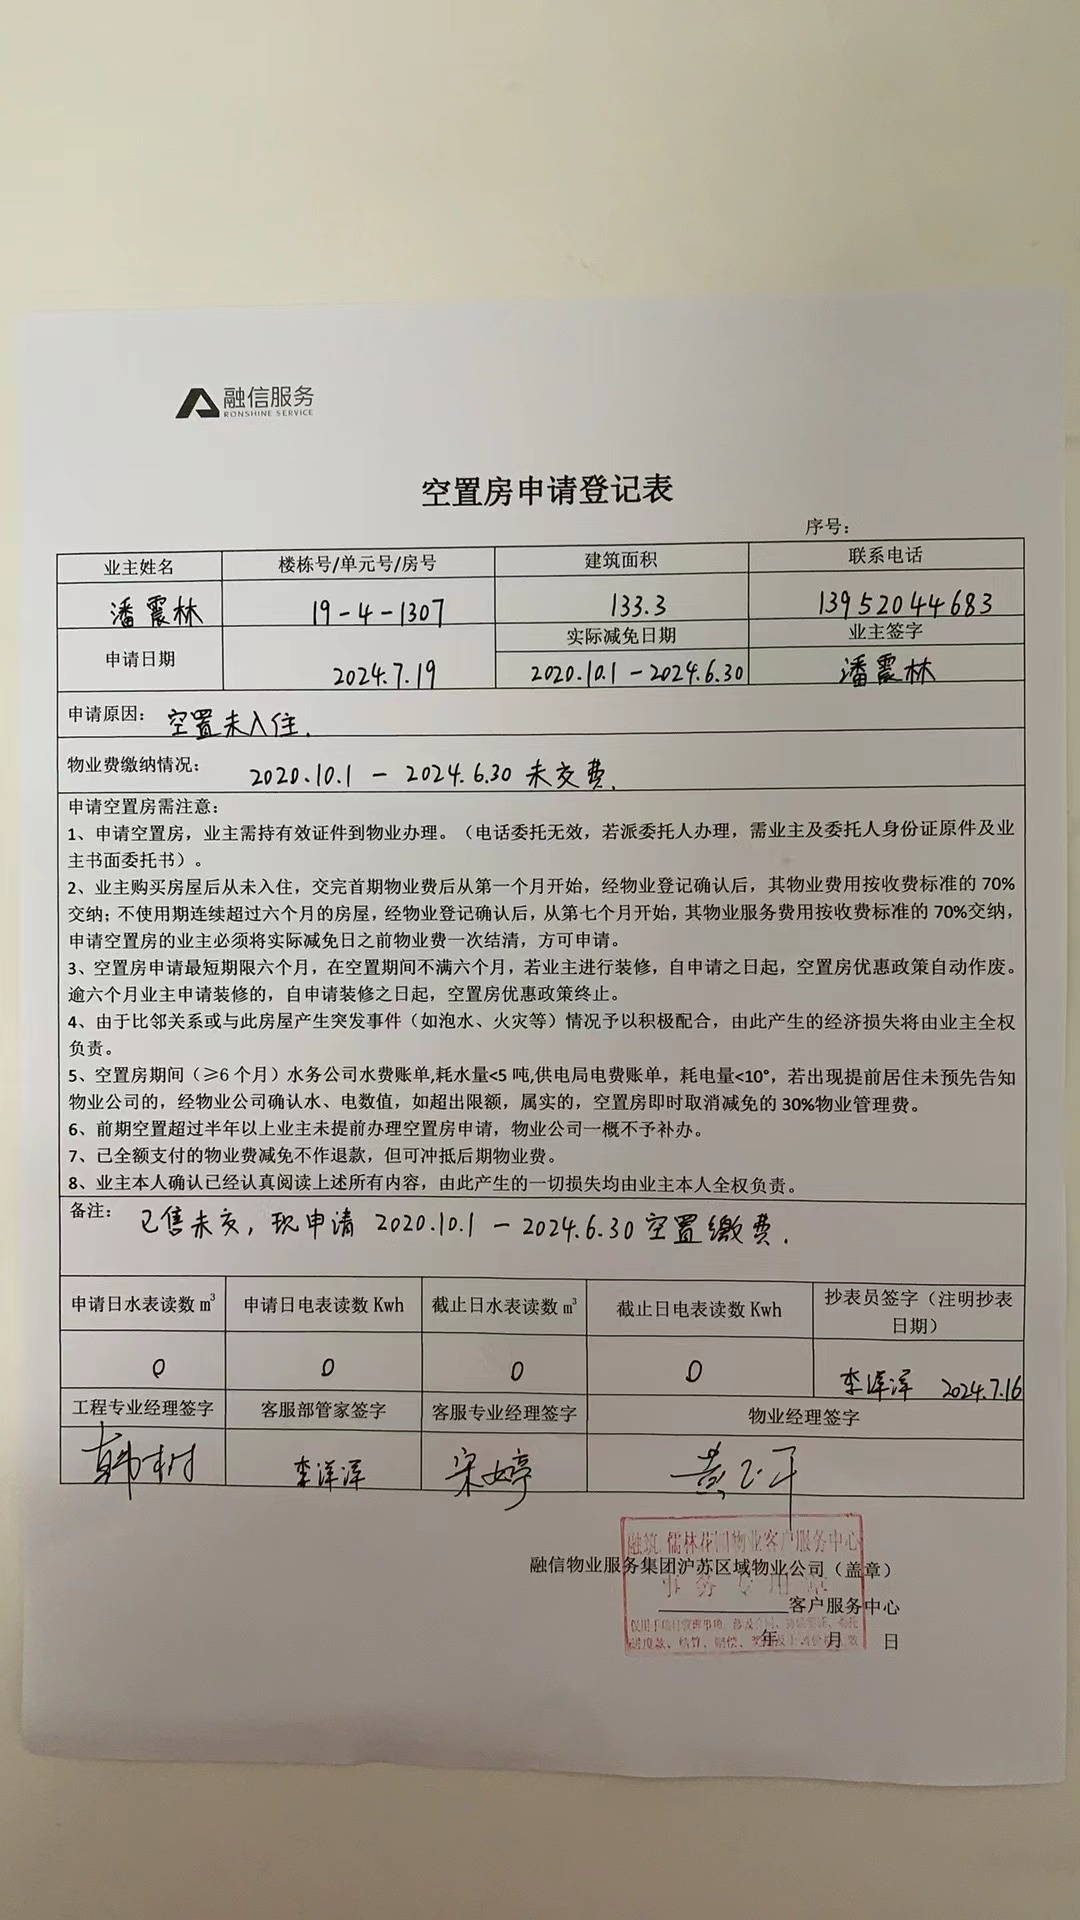 融信服务
RONSHINE SERVICE
空置房申请登记表
序号：
业主姓名 楼栋号/单元号/房号 建筑面积 联系电话
潘震林 19-4-1307 133.3 13952044683
申请日期 2024.7.19 实际减免日期 业主签字
2020.10.1-2024.6.30 潘震林
申请原因： 空置未入住.
物业费缴纳情况： 2020.10.1 - 2024.6.30 未交费.
申请空置房需注意：
1、申请空置房，业主需持有效证件到物业办理。（电话委托无效，若派委托人办理，需业主及委托人身份证原件及业
主书面委托书）。
2、业主购买房屋后从未入住，交完首期物业费后从第一个月开始，经物业登记确认后，其物业费用按收费标准的 70%
交纳；不使用期连续超过六个月的房屋，经物业登记确认后，从第七个月开始，其物业服务费用按收费标准的 70%交纳，
申请空置房的业主必须将实际减免日之前物业费一次结清，方可申请。
3、空置房申请最短期限六个月，在空置期间不满六个月，若业主进行装修，自申请之日起，空置房优惠政策自动作废。
逾六个月业主申请装修的，自申请装修之日起，空置房优惠政策终止。
4、由于比邻关系或与此房屋产生突发事件（如泡水、火灾等）情况予以积极配合，由此产生的经济损失将由业主全权
负责。
5、空置房期间（≥6 个月）水务公司水费账单,耗水量<5 吨,供电局电费账单，耗电量<10°，若出现提前居住未预先告知
物业公司的，经物业公司确认水、电数值，如超出限额，属实的，空置房即时取消减免的 30%物业管理费。
6、前期空置超过半年以上业主未提前办理空置房申请，物业公司一概不予补办。
7、已全额支付的物业费减免不作退款，但可冲抵后期物业费。
8、业主本人确认已经认真阅读上述所有内容，由此产生的一切损失均由业主本人全权负责。
备注： 已售未交，现申请 2020.10.1 - 2024.6.30 空置缴费.
申请日水表读数 m³ 申请日电表读数 Kwh 截止日水表读数 m³ 截止日电表读数 Kwh 抄表员签字（注明抄表
日期）
0 0 0 0 李洋洋 2024.7.16
工程专业经理签字 客服部管家签字 客服专业经理签字 物业经理签字
韩树 李洋洋 宋婷
融筑 儒林花园物业客户服务中心
融信物业服务集团沪苏区域物业公司（盖章）
客户服务中心
年 月 日